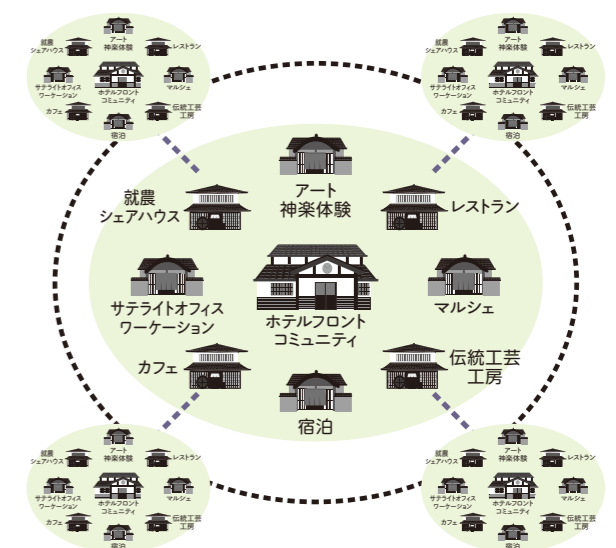 アート
神楽体験
就農
シェアハウス
レストラン
サテライトオフィス
ワーケーション
ホテルフロント
コミュニティ
マルシェ
カフェ
伝統工芸
工房
宿泊
アート
神楽体験
就農
シェアハウス
レストラン
サテライトオフィス
ワーケーション
ホテルフロント
コミュニティ
マルシェ
カフェ
伝統工芸
工房
宿泊
アート
神楽体験
就農
シェアハウス
レストラン
サテライトオフィス
ワーケーション
ホテルフロント
コミュニティ
マルシェ
カフェ
伝統工芸
工房
宿泊
アート
神楽体験
就農
シェアハウス
レストラン
サテライトオフィス
ワーケーション
ホテルフロント
コミュニティ
マルシェ
カフェ
伝統工芸
工房
宿泊
アート
神楽体験
就農
シェアハウス
レストラン
サテライトオフィス
ワーケーション
ホテルフロント
コミュニティ
マルシェ
カフェ
伝統工芸
工房
宿泊